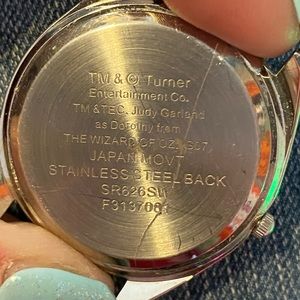 TM & © Turner
Entertainment Co.
TM & TEC. Judy Garland
as Dorothy from
THE WIZARD OF OZ.
JAPAN MOVT
STAINLESS STEEL BACK
SR626SW